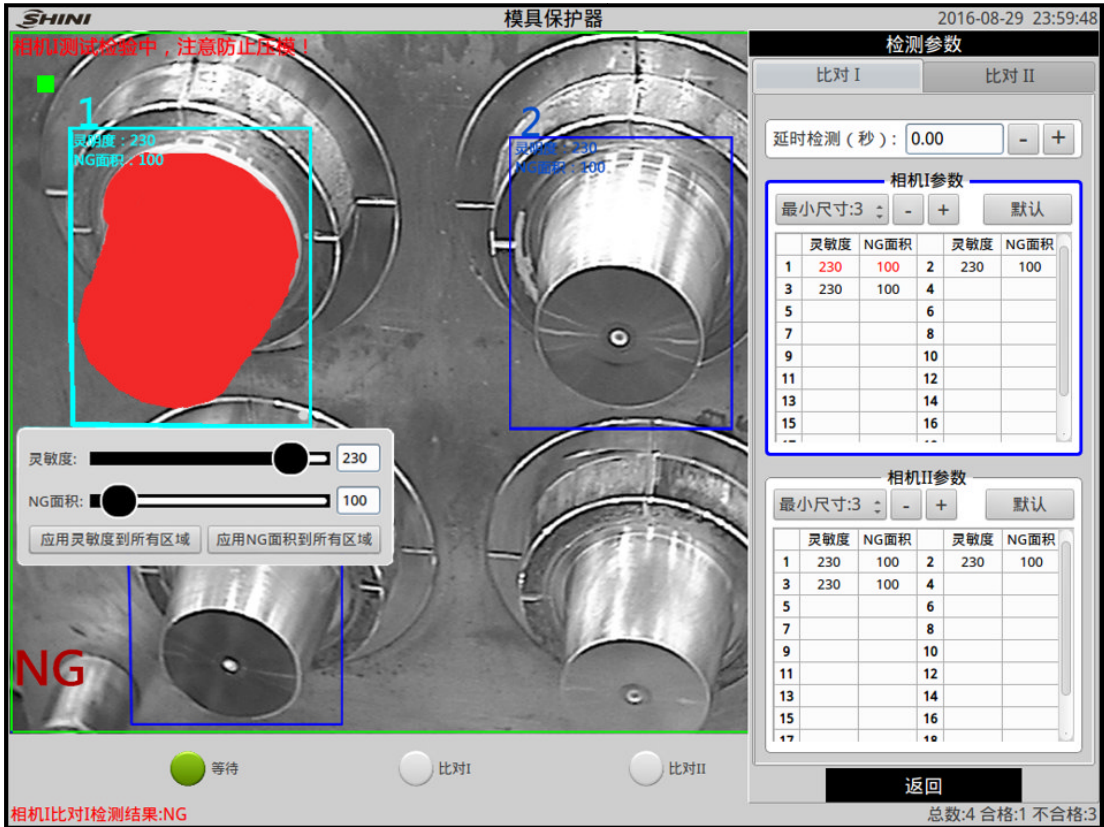 SHINI
模具保护器
2016-08-29 23:59:48
相机I测试检验中，注意防止压模！
1
灵明度：230
NG面积：100
2
灵明度：230
NG面积：100
灵敏度:
230
NG面积:
100
应用灵敏度到所有区域
应用NG面积到所有区域
NG
等待
比对I
比对II
相机I比对I检测结果:NG
检测参数
比对 I
比对 II
延时检测（秒）:
0.00
-
+
相机I参数
最小尺寸:3
-
+
默认
灵敏度 NG面积 灵敏度 NG面积
1 230 100 2 230 100
3 230 100 4
5 6
7 8
9 10
11 12
13 14
15 16
相机II参数
最小尺寸:3
-
+
默认
灵敏度 NG面积 灵敏度 NG面积
1 230 100 2 230 100
3 230 100 4
5 6
7 8
9 10
11 12
13 14
15 16
17 18
返回
总数:4 合格:1 不合格:3